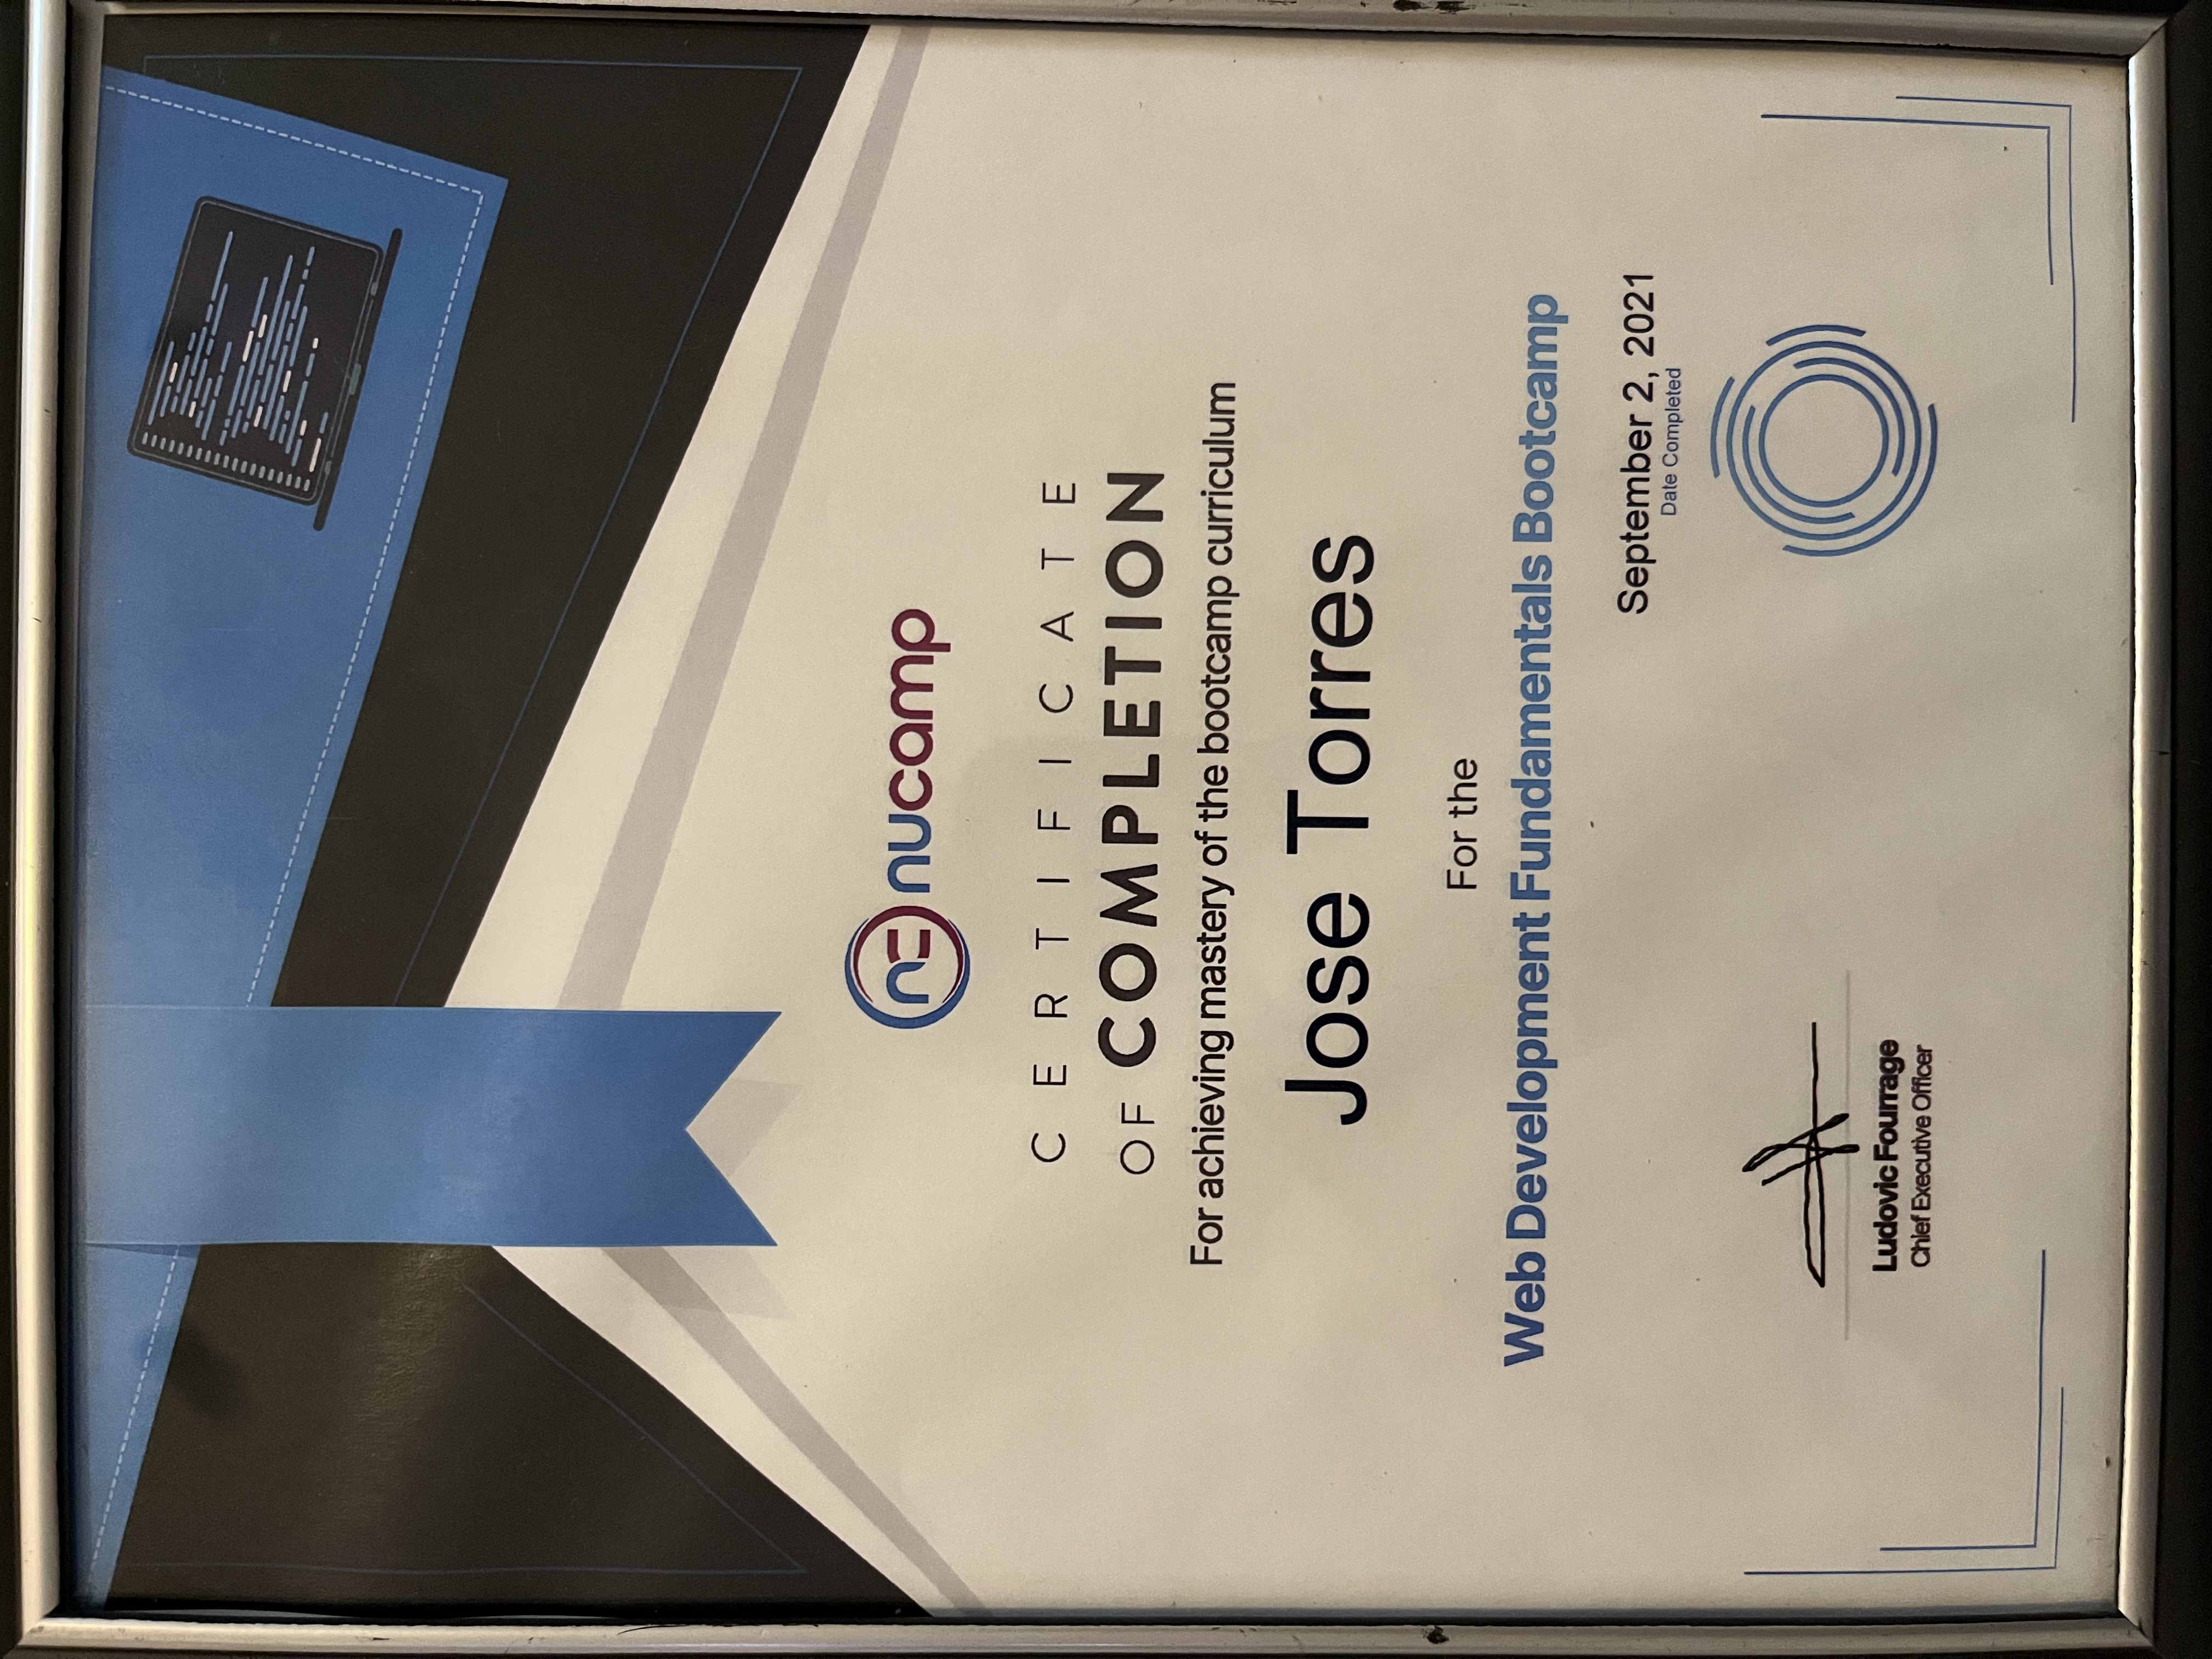 nc nucamp
CERTIFICATE
OF COMPLETION
For achieving mastery of the bootcamp curriculum
Jose Torres
For the
Web Development Fundamentals Bootcamp
September 2, 2021
Date Completed
Ludovic Fourrage
Chief Executive Officer